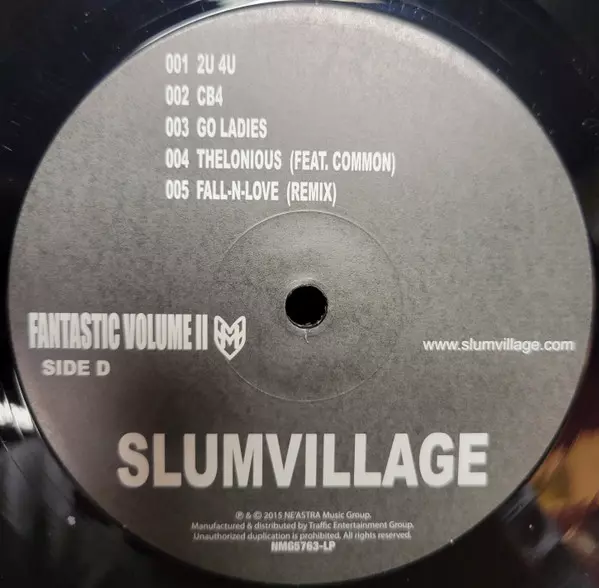 001 2U 4U
002 CB4
003 GO LADIES
004 THELONIOUS (FEAT. COMMON)
005 FALL-N-LOVE (REMIX)
FANTASTIC VOLUME II
SIDE D
www.slumvillage.com
SLUMVILLAGE
℗ & © 2015 NE'ASTRA Music Group.
Manufactured & distributed by Traffic Entertainment Group.
Unauthorized duplication is prohibited. All rights reserved.
NMG5763-LP